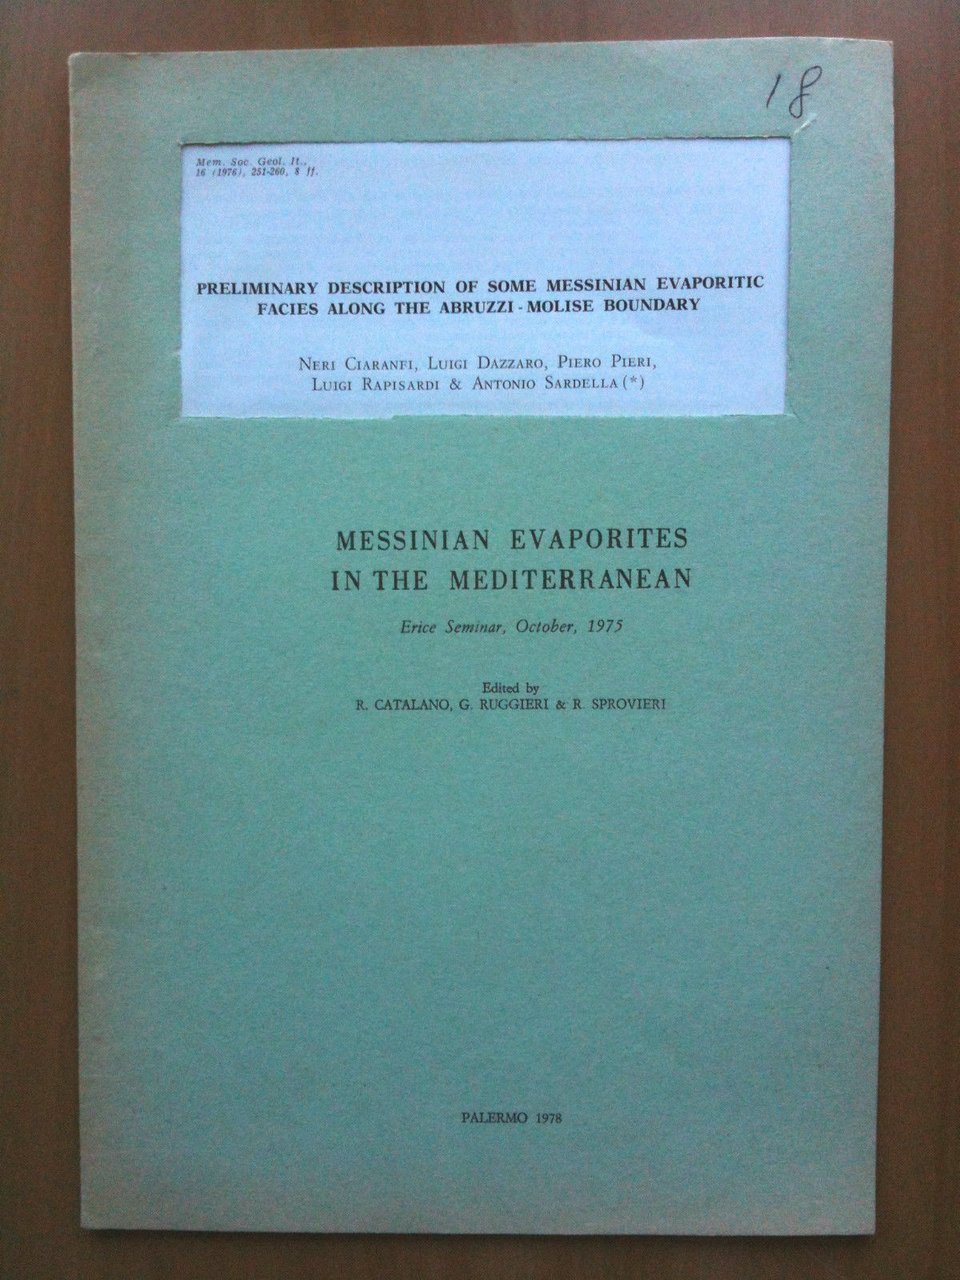 18
Mem. Soc. Geol. It.,
16 (1976), 251-260, 8 ff.
PRELIMINARY DESCRIPTION OF SOME MESSINIAN EVAPORITIC
FACIES ALONG THE ABRUZZI - MOLISE BOUNDARY
NERI CIARANFI, LUIGI DAZZARO, PIERO PIERI,
LUIGI RAPISARDI & ANTONIO SARDELLA (*)
MESSINIAN EVAPORITES
IN THE MEDITERRANEAN
Erice Seminar, October, 1975
Edited by
R. CATALANO, G. RUGGIERI & R. SPROVIERI
PALERMO 1978